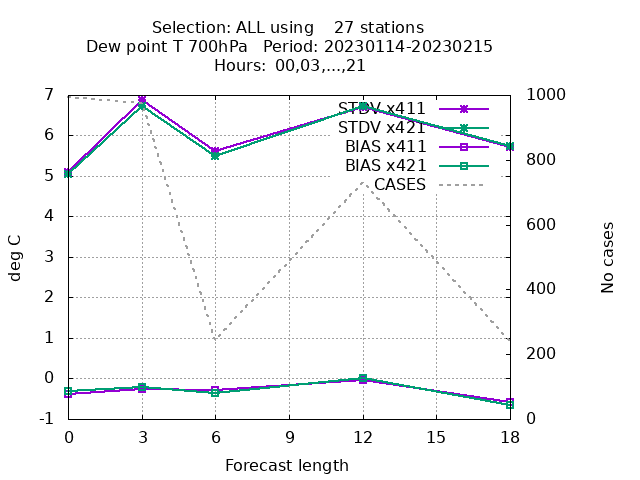 Selection: ALL using    27 stations
Dew point T 700hPa   Period: 20230114-20230215
Hours: 00,03,...,21
7
6
5
4
3
2
1
0
-1
1000
800
600
400
200
0
deg C
No cases
STDV x411
STDV x421
BIAS x411
BIAS x421
CASES
0 3 6 9 12 15 18
Forecast length